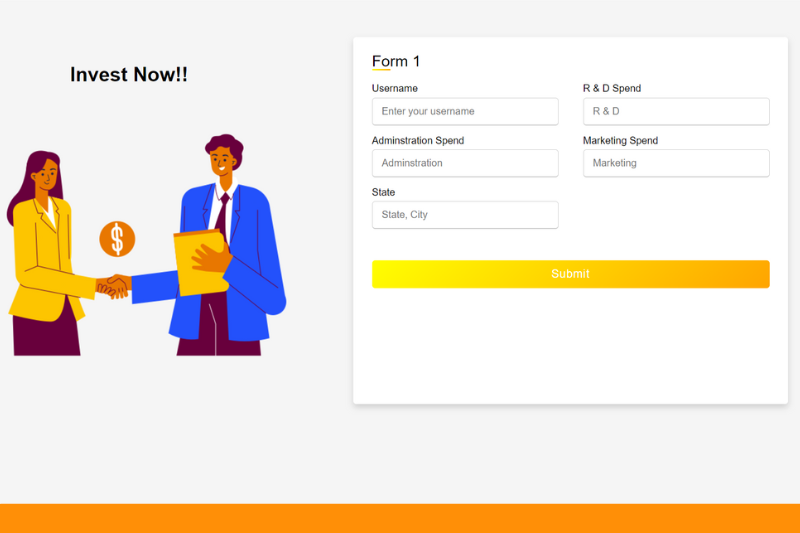 Invest Now!!
$
Form 1
Username
R & D Spend
Enter your username
R & D
Adminstration Spend
Marketing Spend
Adminstration
Marketing
State
State, City
Submit